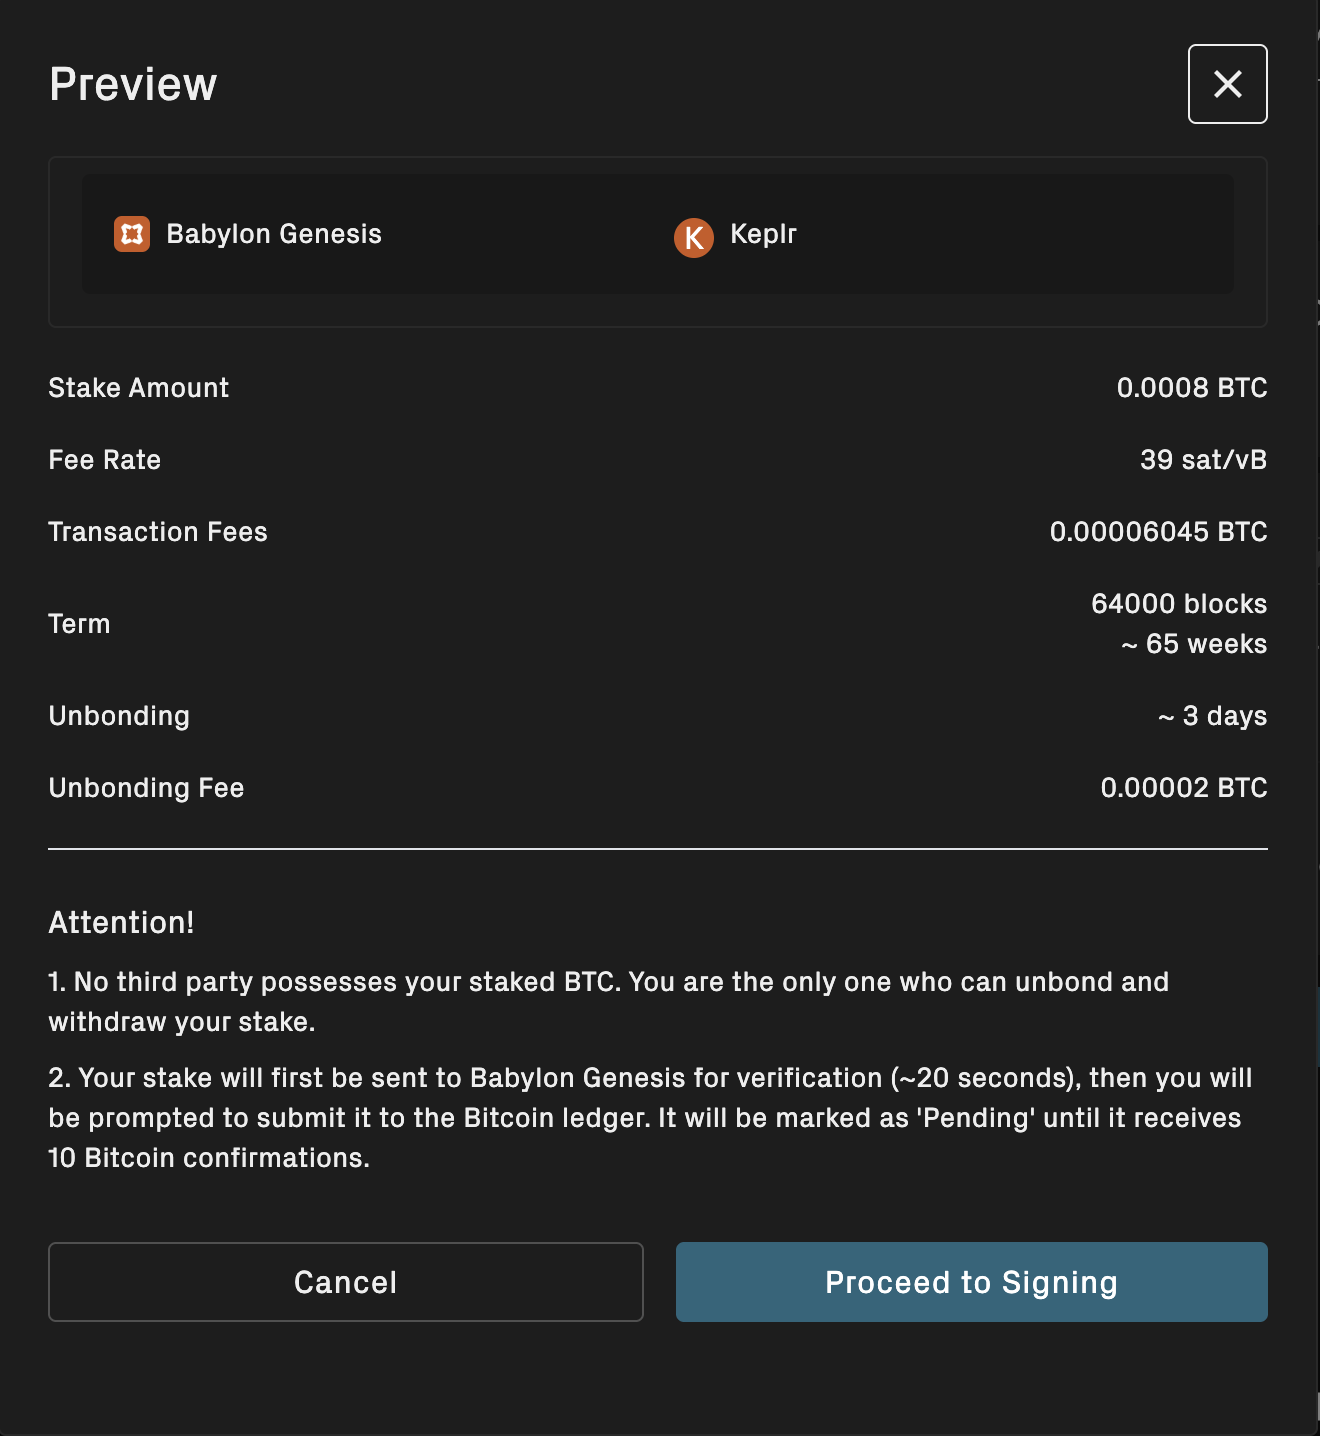 Preview
Babylon Genesis
K Keplr
Stake Amount 0.0008 BTC
Fee Rate 39 sat/vB
Transaction Fees 0.00006045 BTC
Term 64000 blocks
~ 65 weeks
Unbonding ~ 3 days
Unbonding Fee 0.00002 BTC
Attention!
1. No third party possesses your staked BTC. You are the only one who can unbond and
withdraw your stake.
2. Your stake will first be sent to Babylon Genesis for verification (~20 seconds), then you will
be prompted to submit it to the Bitcoin ledger. It will be marked as 'Pending' until it receives
10 Bitcoin confirmations.
Cancel
Proceed to Signing